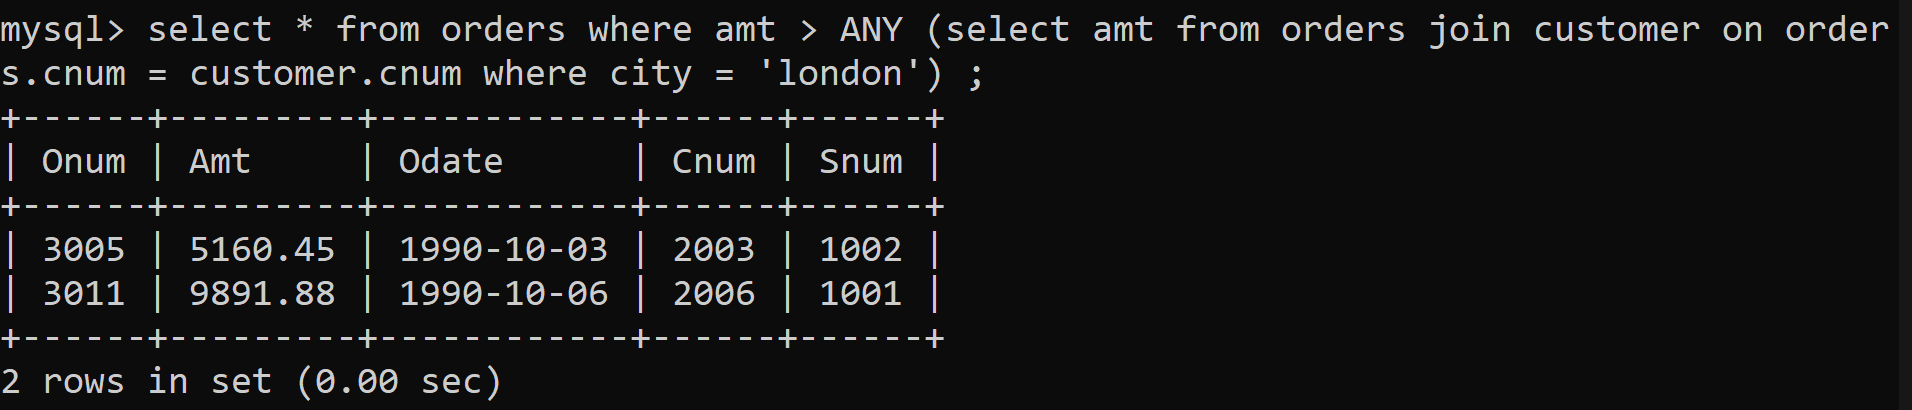 mysql> select * from orders where amt > ANY (select amt from orders join customer on order
s.cnum = customer.cnum where city = 'london') ;
+------+---------+------------+------+------+
| Onum | Amt     | Odate      | Cnum | Snum |
+------+---------+------------+------+------+
| 3005 | 5160.45 | 1990-10-03 | 2003 | 1002 |
| 3011 | 9891.88 | 1990-10-06 | 2006 | 1001 |
+------+---------+------------+------+------+
2 rows in set (0.00 sec)